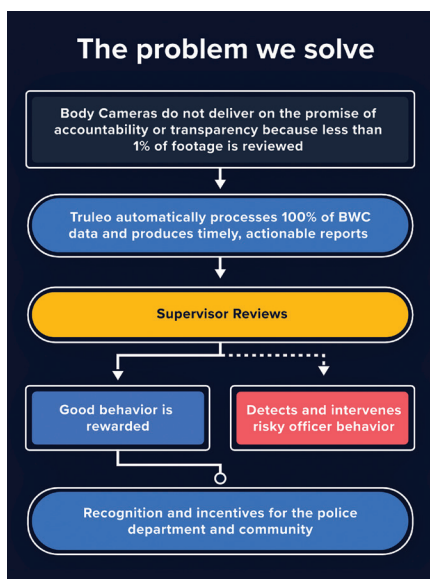 The problem we solve
Body Cameras do not deliver on the promise of
accountability or transparency because less than
1% of footage is reviewed
Truleo automatically processes 100% of BWC
data and produces timely, actionable reports
Supervisor Reviews
Good behavior is
rewarded
Detects and intervenes
risky officer behavior
Recognition and incentives for the police
department and community